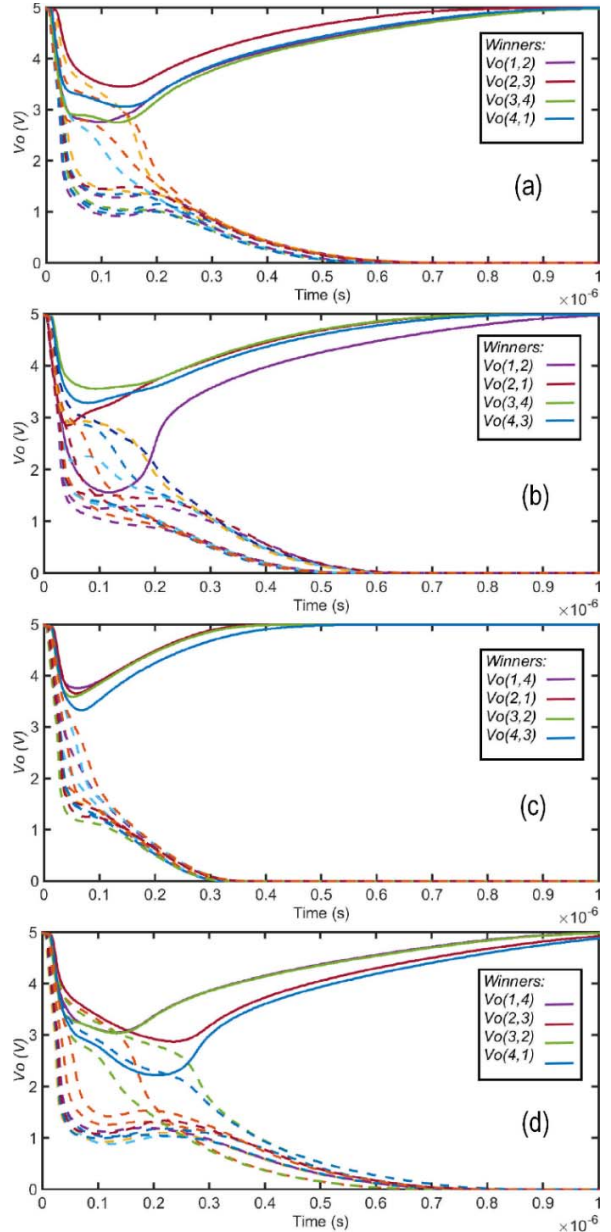 5
4
3
2
1
0
Vo (V)
Winners:
Vo(1,2)
Vo(2,3)
Vo(3,4)
Vo(4,1)
(a)
0 0.1 0.2 0.3 0.4 0.5 0.6 0.7 0.8 0.9 1
Time (s)
×10⁻⁶
5
4
3
2
1
0
Vo (V)
Winners:
Vo(1,2)
Vo(2,1)
Vo(3,4)
Vo(4,3)
(b)
0 0.1 0.2 0.3 0.4 0.5 0.6 0.7 0.8 0.9 1
Time (s)
×10⁻⁶
5
4
3
2
1
0
Vo (V)
Winners:
Vo(1,4)
Vo(2,1)
Vo(3,2)
Vo(4,3)
(c)
0 0.1 0.2 0.3 0.4 0.5 0.6 0.7 0.8 0.9 1
Time (s)
×10⁻⁶
5
4
3
2
1
0
Vo (V)
Winners:
Vo(1,4)
Vo(2,3)
Vo(3,2)
Vo(4,1)
(d)
0 0.1 0.2 0.3 0.4 0.5 0.6 0.7 0.8 0.9 1
Time (s)
×10⁻⁶